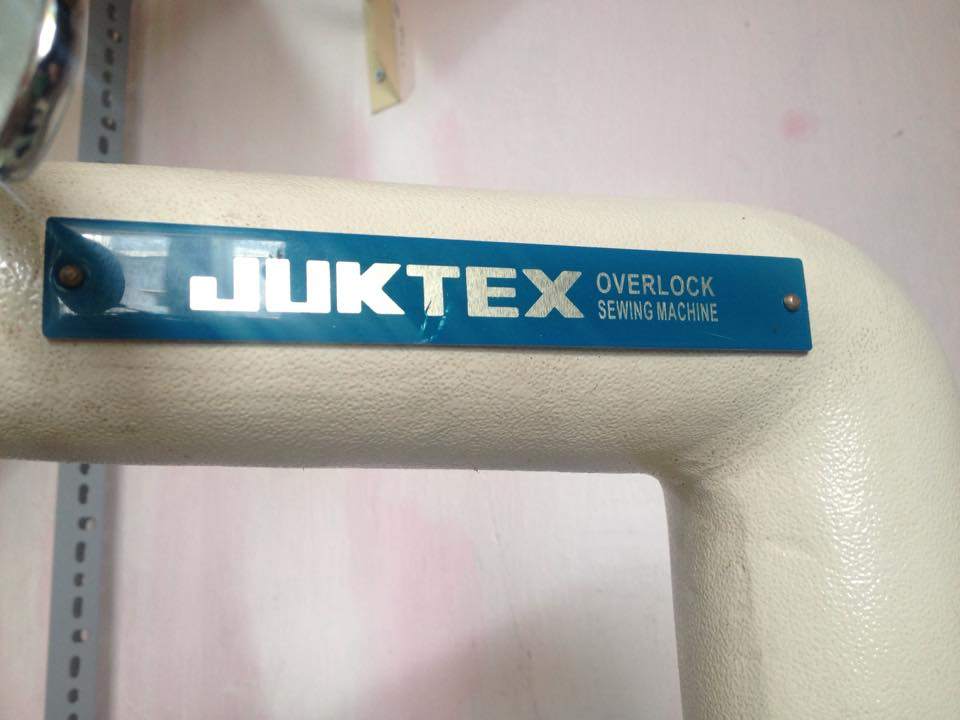 JUKTEX
OVERLOCK
SEWING MACHINE